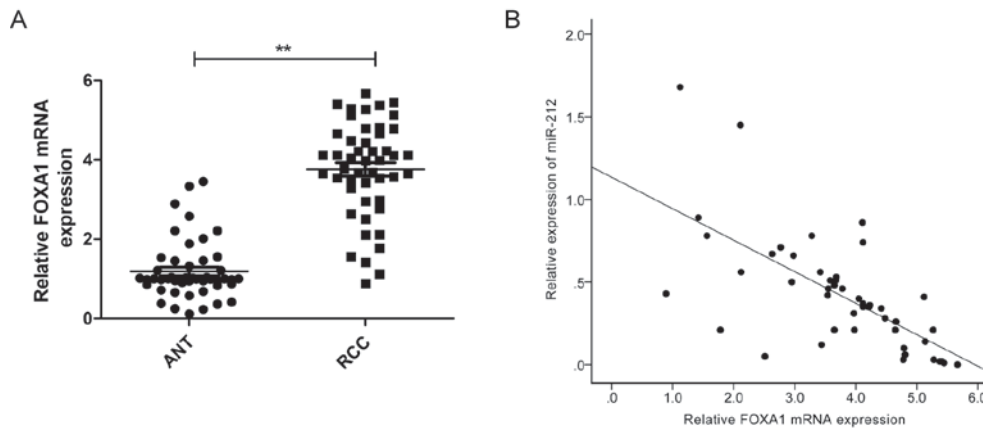 A
**
Relative FOXA1 mRNA
expression
6
4
2
0
ANT
RCC
B
Relative expression of miR-212
2.0
1.5
1.0
.5
.0
.0
1.0
2.0
3.0
4.0
5.0
6.0
Relative FOXA1 mRNA expression